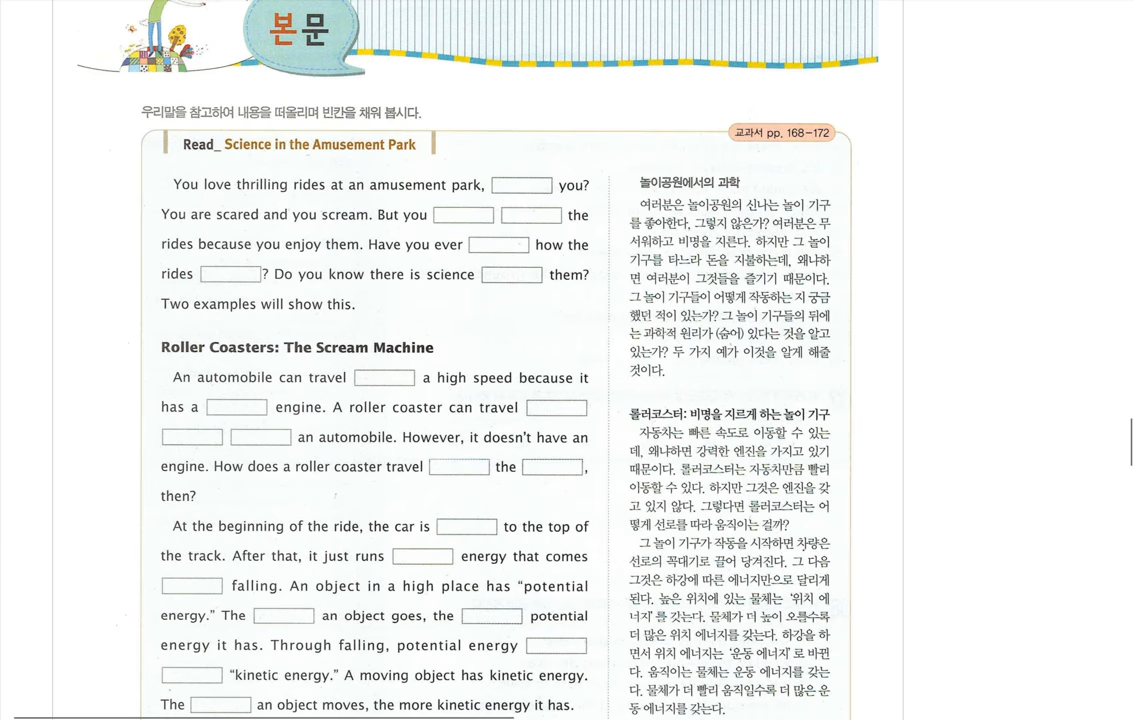 본문
우리말을 참고하여 내용을 떠올리며 빈칸을 채워 봅시다.
교과서 pp. 168-172
Read_ Science in the Amusement Park
You love thrilling rides at an amusement park, you?
You are scared and you scream. But you the
rides because you enjoy them. Have you ever how the
rides ? Do you know there is science them?
Two examples will show this.
Roller Coasters: The Scream Machine
An automobile can travel a high speed because it
has a engine. A roller coaster can travel
an automobile. However, it doesn't have an
engine. How does a roller coaster travel the ,
then?
At the beginning of the ride, the car is to the top of
the track. After that, it just runs energy that comes
falling. An object in a high place has "potential
energy." The an object goes, the potential
energy it has. Through falling, potential energy
"kinetic energy." A moving object has kinetic energy.
The an object moves, the more kinetic energy it has.
놀이공원에서의 과학
여러분은 놀이공원의 신나는 놀이 기구
를 좋아한다, 그렇지 않은가? 여러분은 무
서워하고 비명을 지른다. 하지만 그 놀이
기구를 타느라 돈을 지불하는데, 왜냐하
면 여러분이 그것들을 즐기기 때문이다.
그 놀이 기구들이 어떻게 작동하는 지 궁금
했던 적이 있는가? 그 놀이 기구들의 뒤에
는 과학적 원리가 (숨어) 있다는 것을 알고
있는가? 두 가지 예가 이것을 알게 해줄
것이다.
롤러코스터: 비명을 지르게 하는 놀이 기구
자동차는 빠른 속도로 이동할 수 있는
데, 왜냐하면 강력한 엔진을 가지고 있기
때문이다. 롤러코스터는 자동차만큼 빨리
이동할 수 있다. 하지만 그것은 엔진을 갖
고 있지 않다. 그렇다면 롤러코스터는 어
떻게 선로를 따라 움직이는 걸까?
그 놀이 기구가 작동을 시작하면 차량은
선로의 꼭대기로 끌어 당겨진다. 그 다음
그것은 하강에 따른 에너지만으로 달리게
된다. 높은 위치에 있는 물체는 '위치 에
너지'를 갖는다. 물체가 더 높이 오를수록
더 많은 위치 에너지를 갖는다. 하강을 하
면서 위치 에너지는 '운동 에너지'로 바뀐
다. 움직이는 물체는 운동 에너지를 갖는
다. 물체가 더 빨리 움직일수록 더 많은 운
동 에너지를 갖는다.